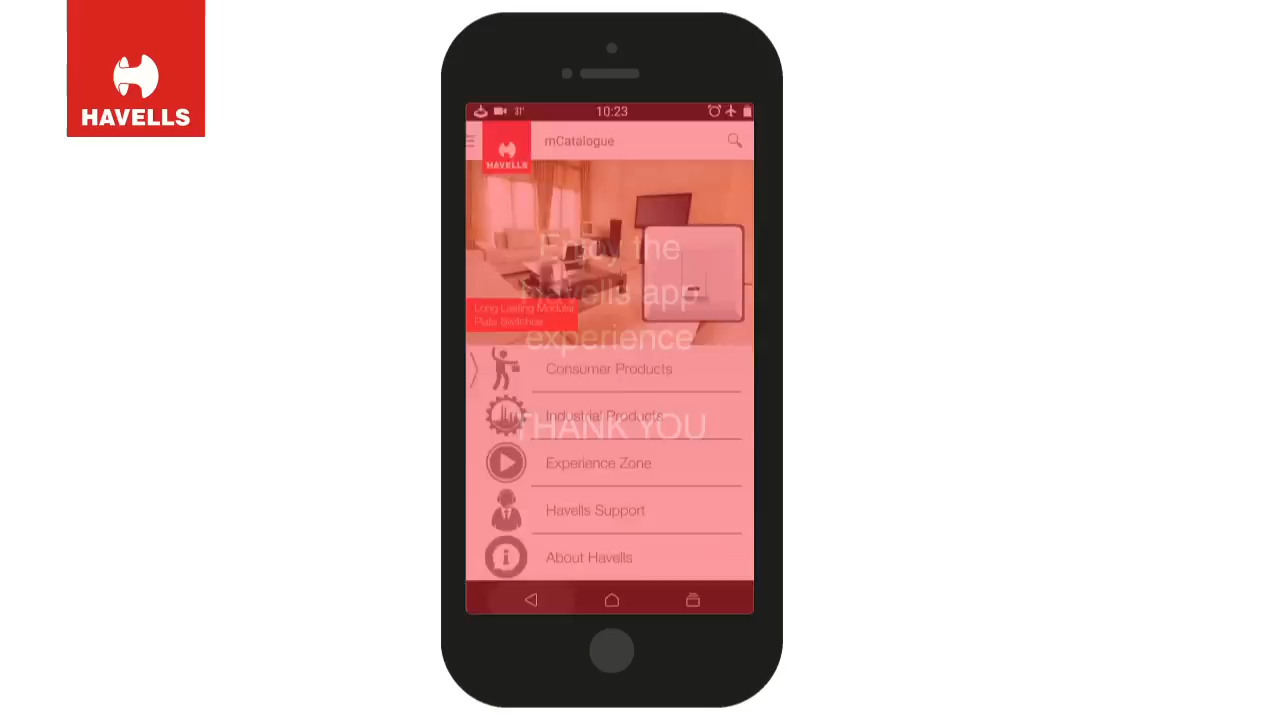 HAVELLS
31°
10:23
HAVELLS
mCatalogue
Enjoy the
Havells app
experience
Long-Lasting Modular
Plate Switches
Consumer Products
Industrial Products
THANK YOU
Experience Zone
Havells Support
About Havells